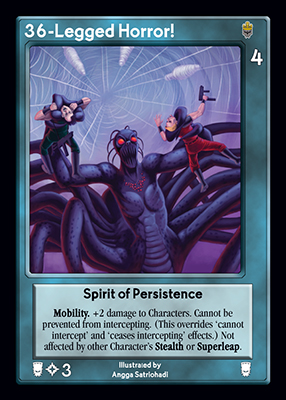 36-Legged Horror!
4
Spirit of Persistence
Mobility. +2 damage to Characters. Cannot be
prevented from intercepting. (This overrides 'cannot
intercept' and 'ceases intercepting' effects.) Not
affected by other Character's Stealth or Superleap.
3
Illustrated by
Angga Satriohadi